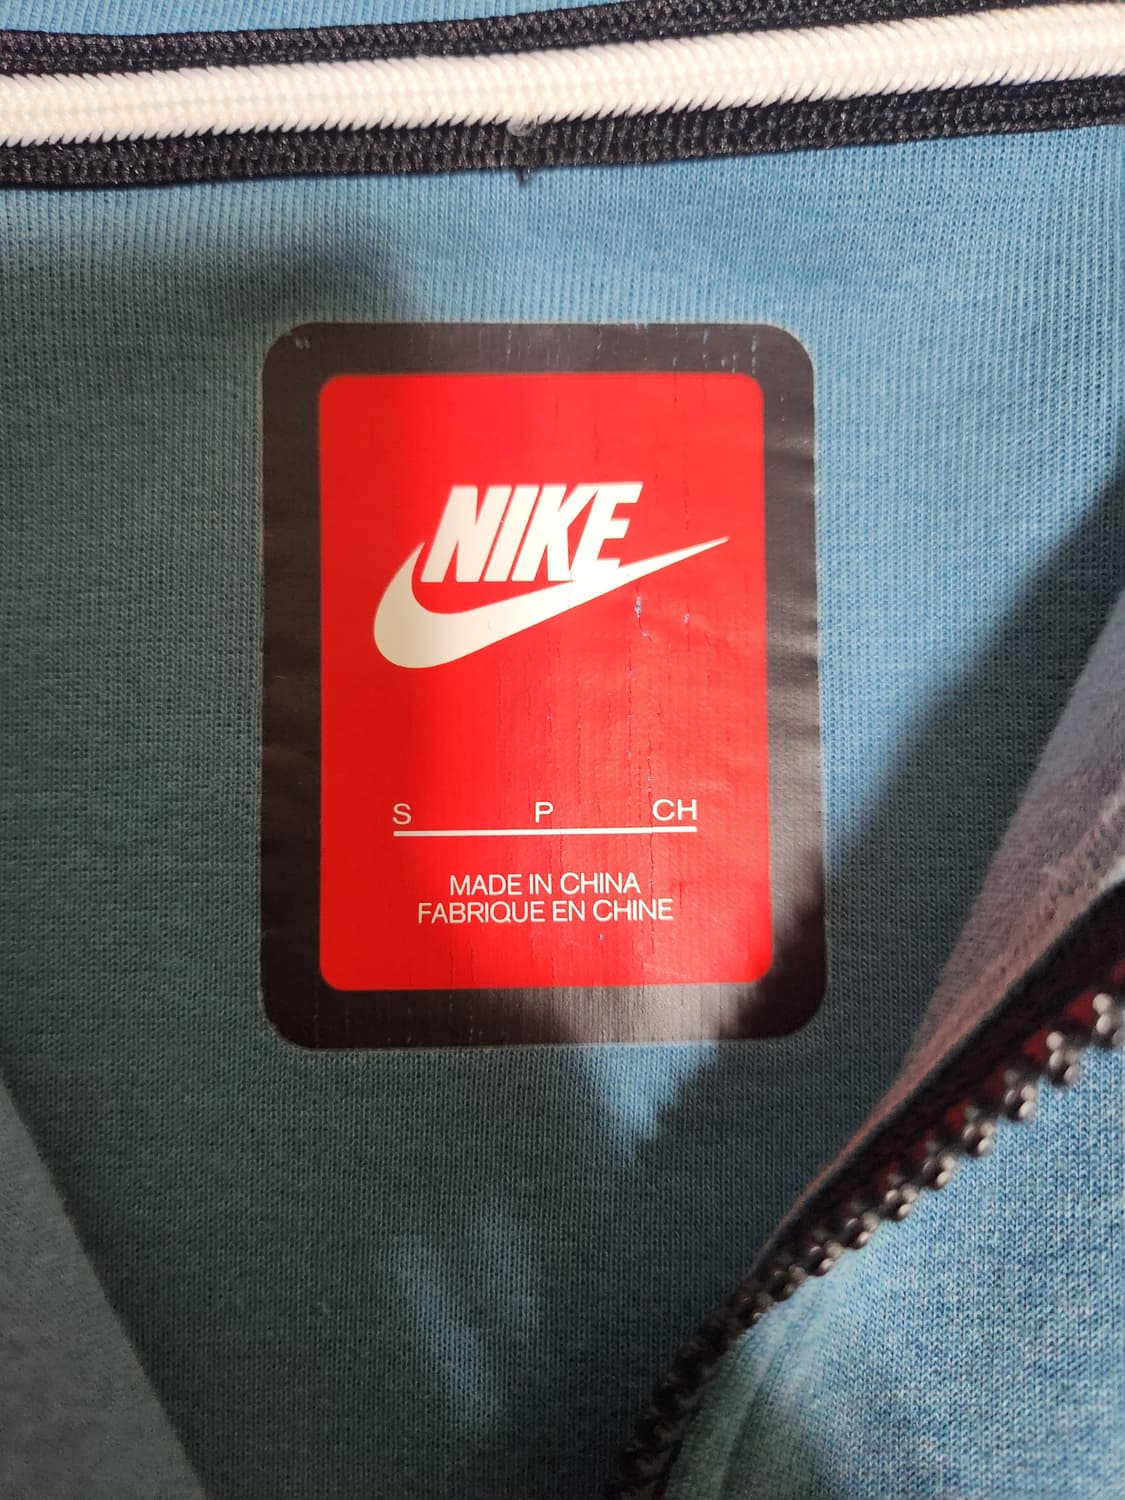 NIKE
S P CH
MADE IN CHINA
FABRIQUE EN CHINE